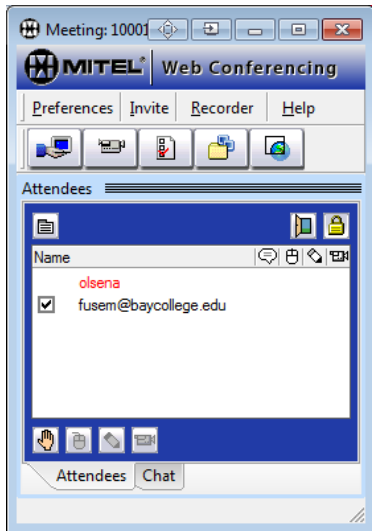 Meeting: 10001
MITEL Web Conferencing
Preferences Invite Recorder Help
Attendees
Name
olsena
fusem@baycollege.edu
Attendees Chat